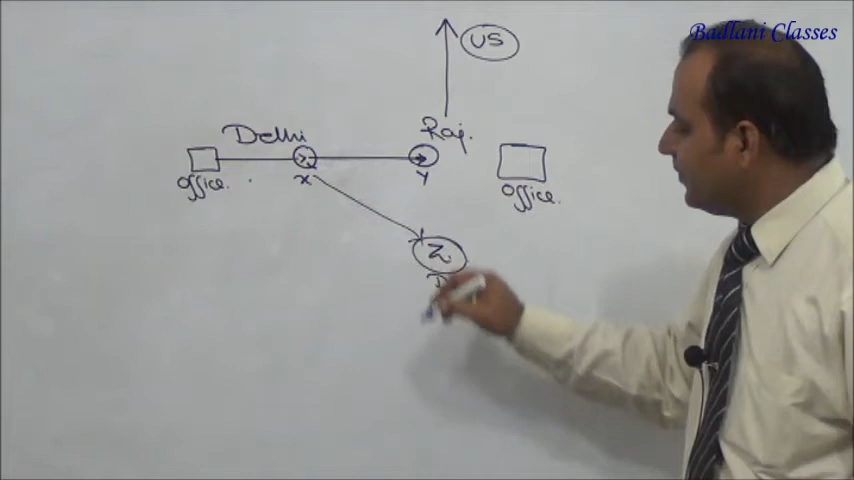 Badlani Classes
US
Delhi
Raj.
X
Y
office.
office.
Z
D